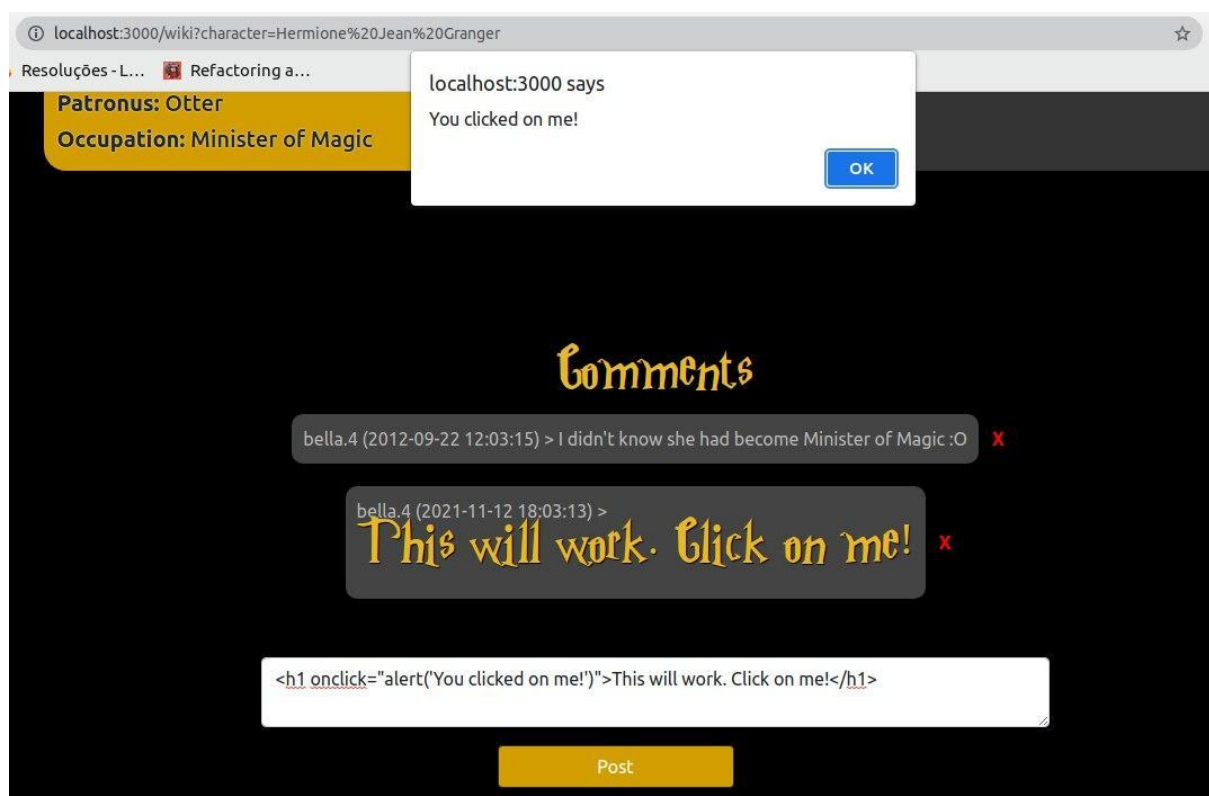 localhost:3000/wiki?character=Hermione%20Jean%20Granger
Resoluções - L... Refactoring a...
localhost:3000 says
You clicked on me!
OK
Patronus: Otter
Occupation: Minister of Magic
Comments
bella.4 (2012-09-22 12:03:15) > I didn't know she had become Minister of Magic :O X
bella.4 (2021-11-12 18:03:13) >
This will work. Click on me! X
<h1 onclick="alert('You clicked on me!')">This will work. Click on me!</h1>
Post